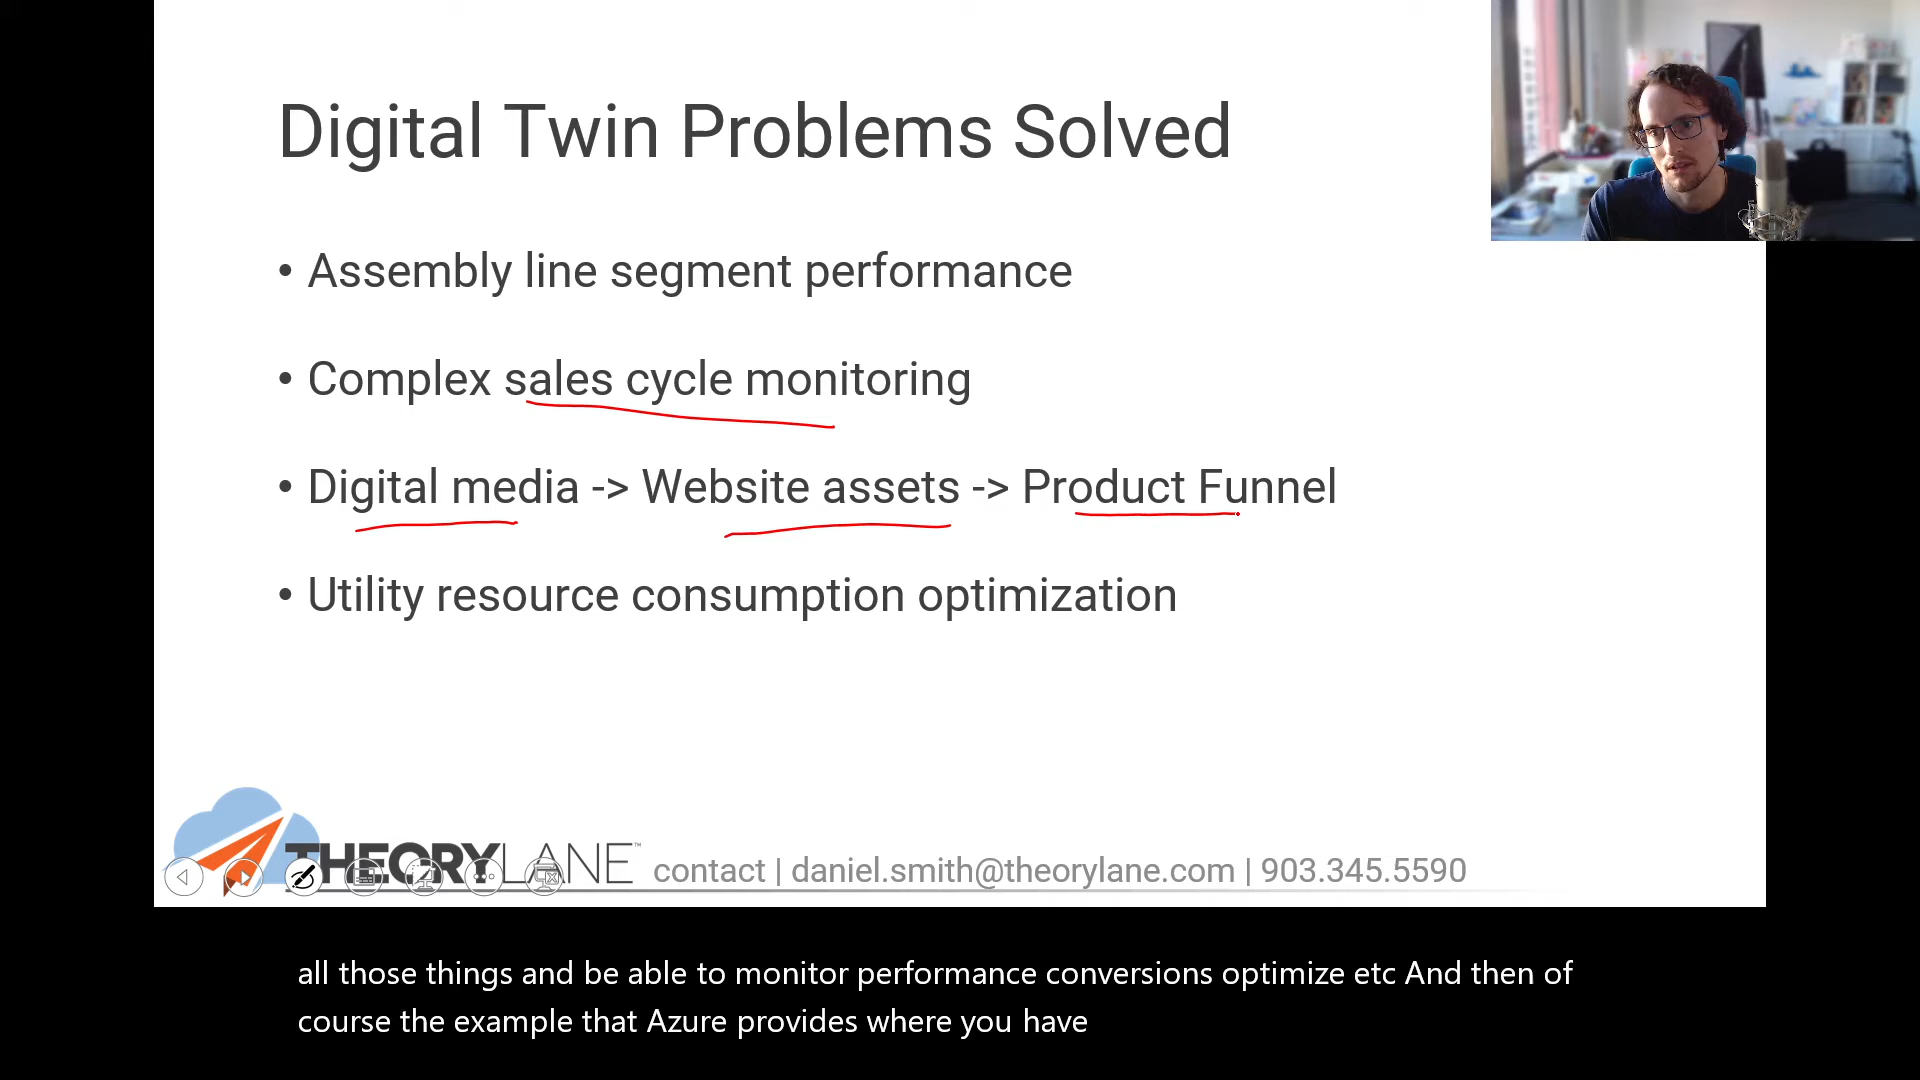 Digital Twin Problems Solved
• Assembly line segment performance
• Complex sales cycle monitoring
• Digital media -> Website assets -> Product Funnel
• Utility resource consumption optimization
THEORYLANE™ contact | daniel.smith@theorylane.com | 903.345.5590
all those things and be able to monitor performance conversions optimize etc And then of
course the example that Azure provides where you have